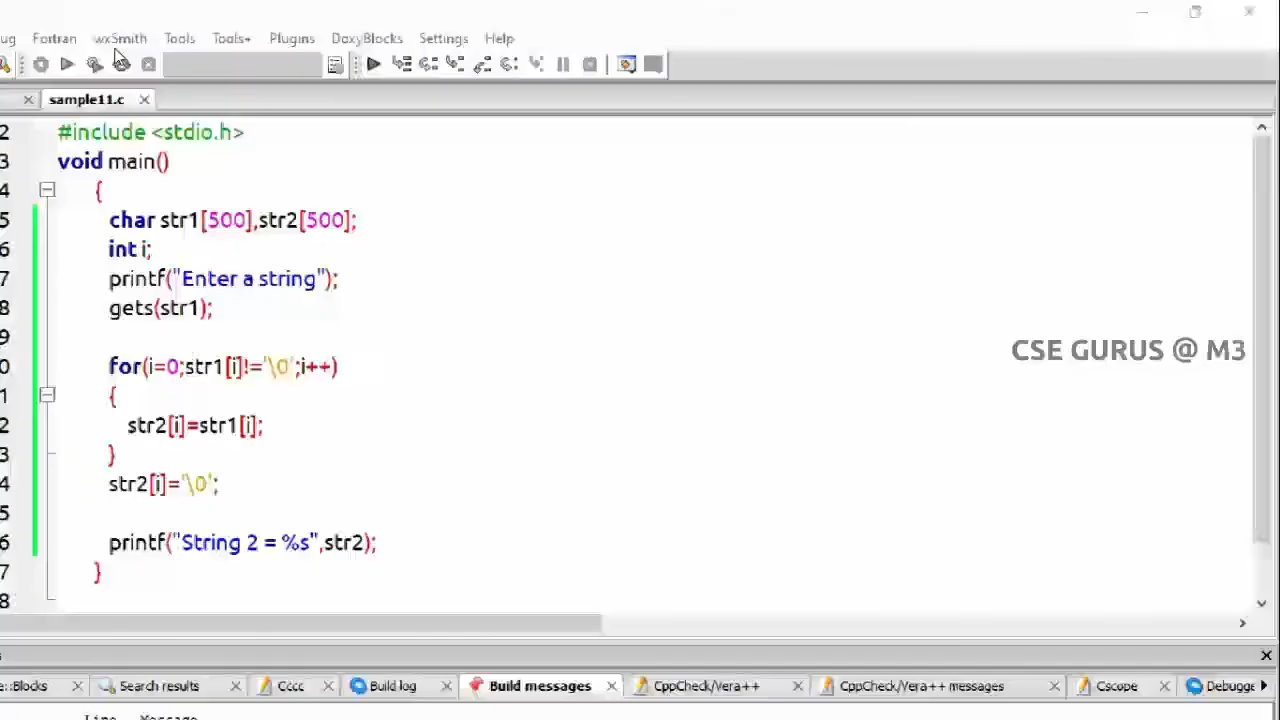 ug Fortran wxSmith Tools Tools+ Plugins DoxyBlocks Settings Help
sample11.c
2 #include <stdio.h>
3 void main()
4 {
5 char str1[500],str2[500];
6 int i;
7 printf("Enter a string");
8 gets(str1);
9
0 for(i=0;str1[i]!='\0';i++)
1 {
2 str2[i]=str1[i];
3 }
4 str2[i]='\0';
5
6 printf("String 2 = %s",str2);
7 }
8
CSE GURUS @ M3
s
e::Blocks Search results Cccc Build log Build messages CppCheck/Vera++ CppCheck/Vera++ messages Cscope Debugge
Line Message